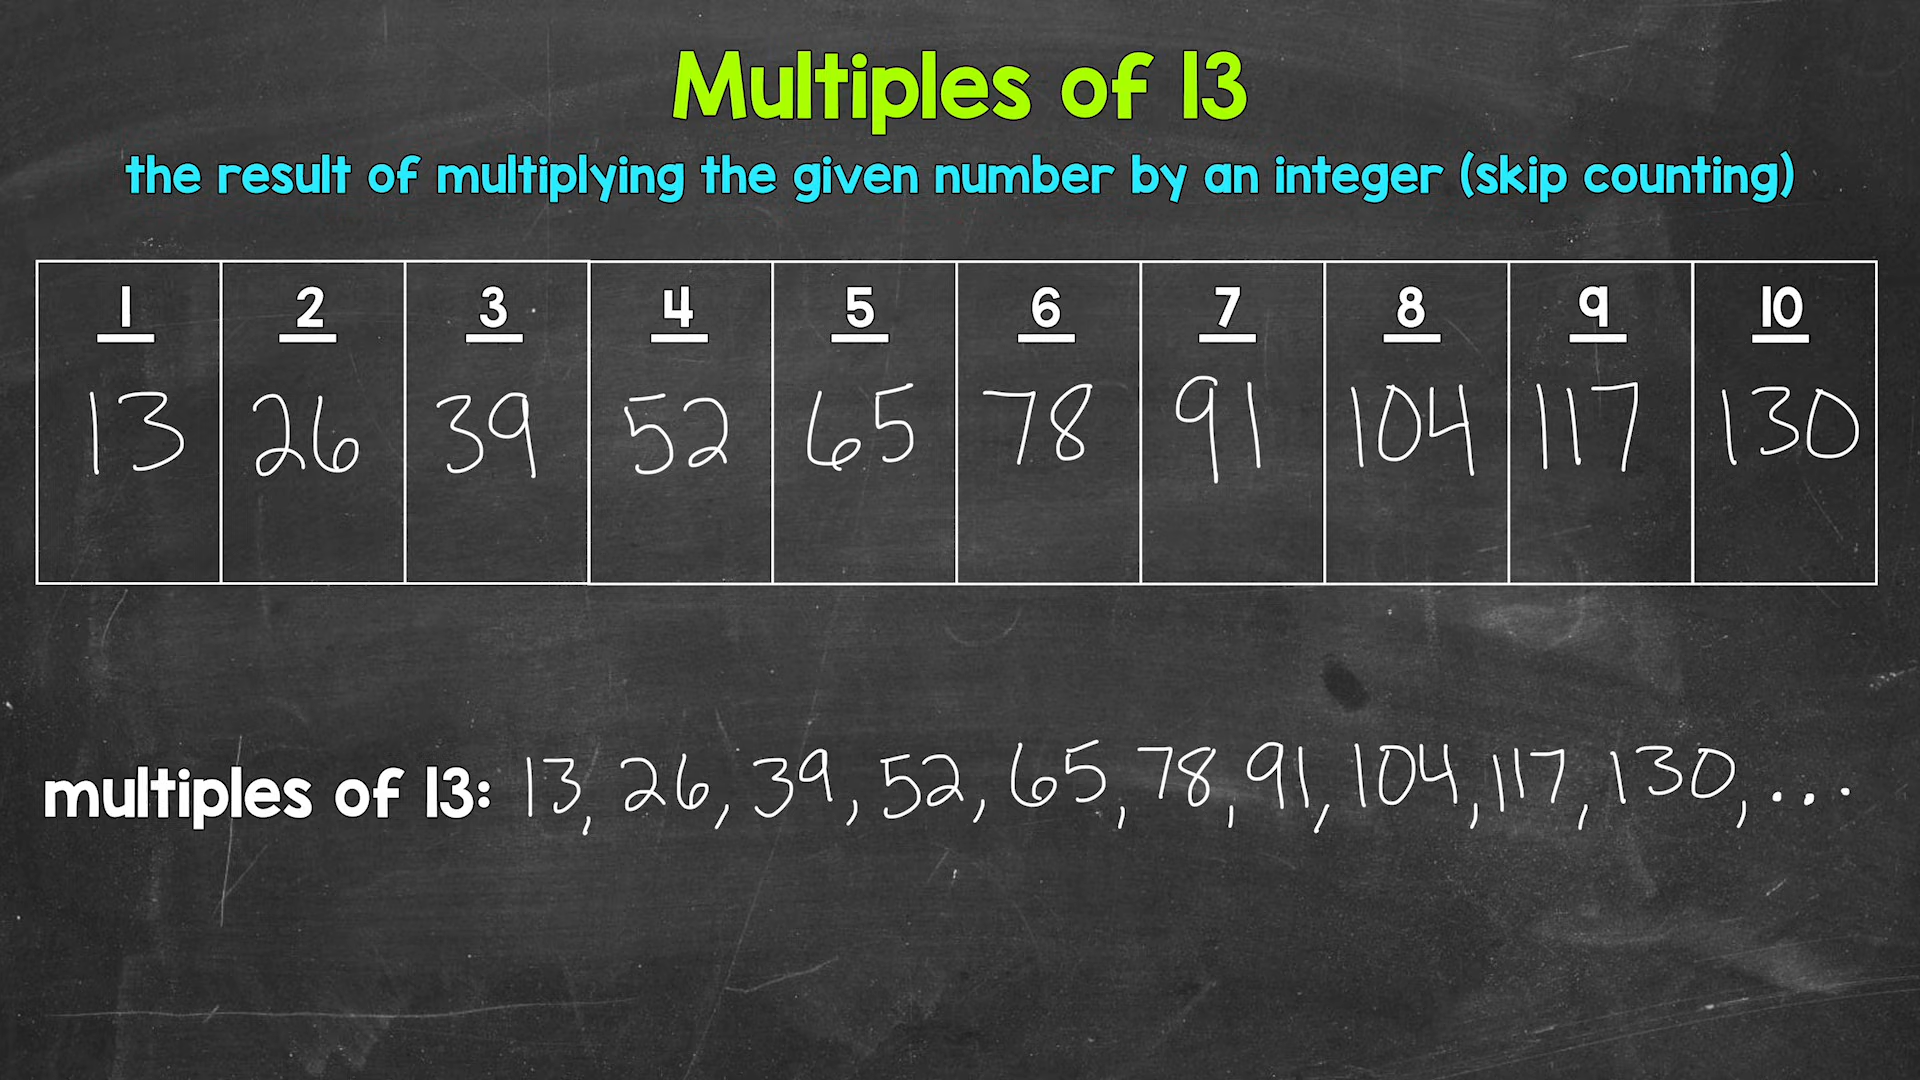 Multiples of 13
the result of multiplying the given number by an integer (skip counting)
1 2 3 4 5 6 7 8 9 10
13 26 39 52 65 78 91 104 117 130
multiples of 13: 13, 26, 39, 52, 65, 78, 91, 104, 117, 130, ...